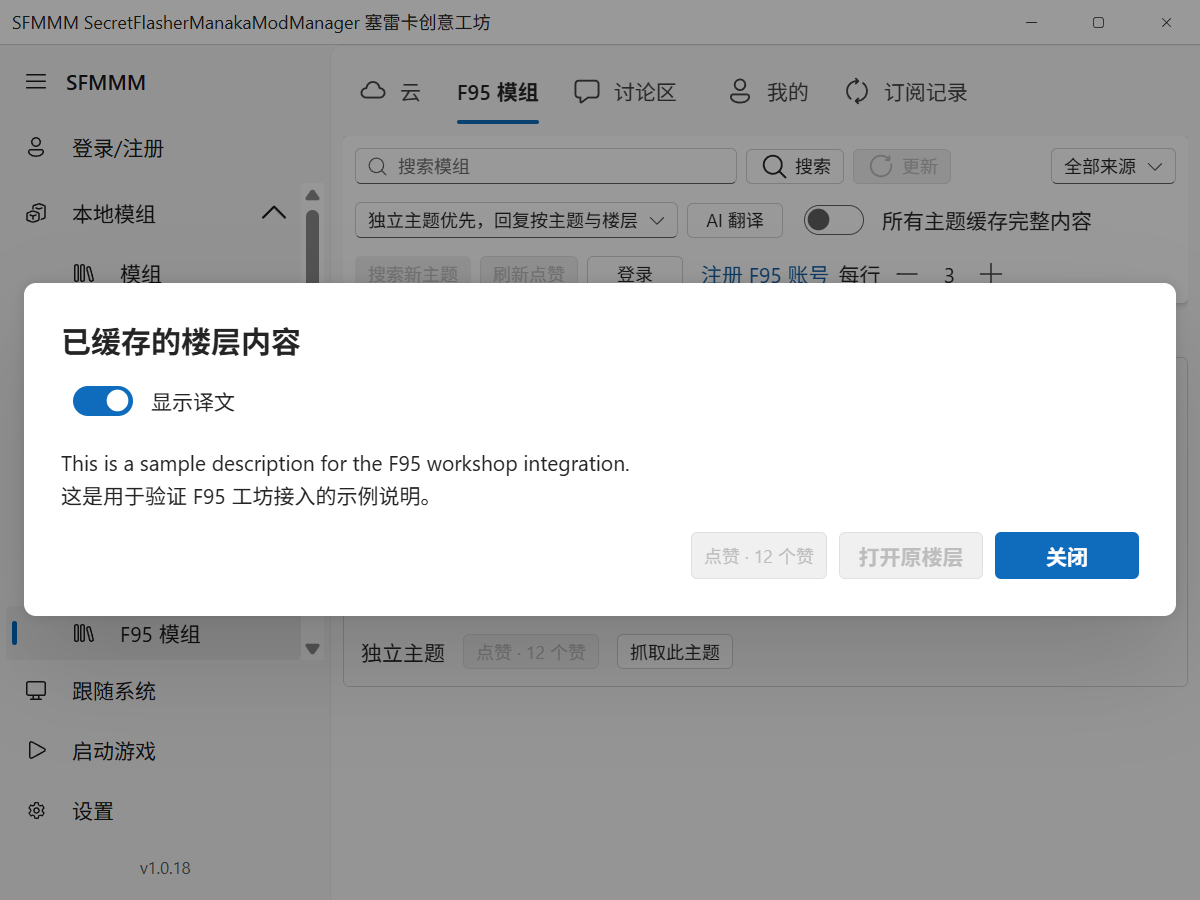 SFMMM SecretFlasherManakaModManager 塞雷卡创意工坊
SFMMM
云
F95 模组
讨论区
我的
订阅记录
登录/注册
搜索模组
搜索
更新
全部来源
本地模组
独立主题优先，回复按主题与楼层
AI 翻译
所有主题缓存完整内容
模组
搜索新主题
刷新点赞
登录
注册 F95 账号
每行
3
已缓存的楼层内容
显示译文
This is a sample description for the F95 workshop integration.
这是用于验证 F95 工坊接入的示例说明。
点赞 · 12 个赞
打开原楼层
关闭
F95 模组
独立主题
点赞 · 12 个赞
抓取此主题
跟随系统
启动游戏
设置
v1.0.18